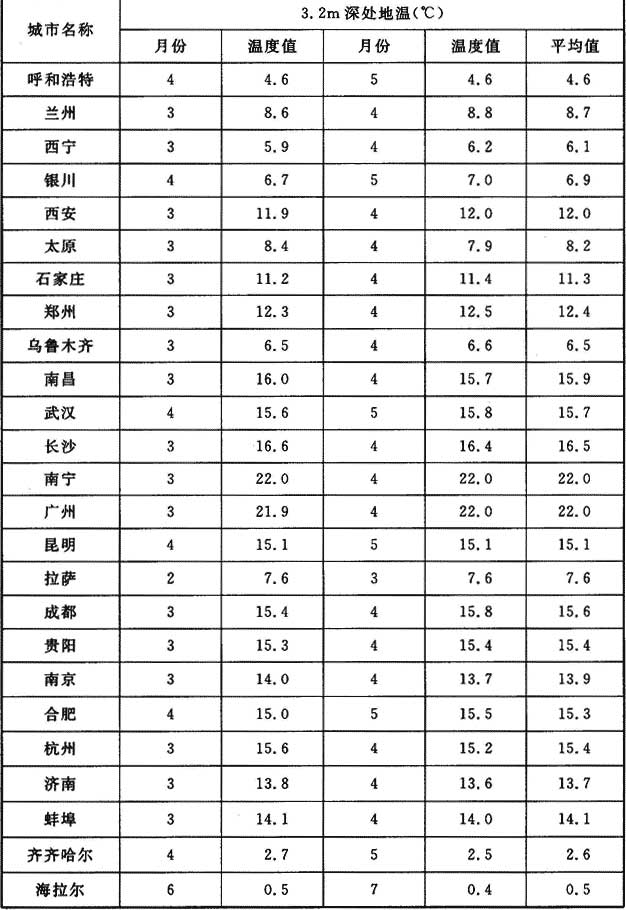 城市名称 3.2m深处地温(℃)
月份 温度值 月份 温度值 平均值
呼和浩特 4 4.6 5 4.6 4.6
兰州 3 8.6 4 8.8 8.7
西宁 3 5.9 4 6.2 6.1
银川 4 6.7 5 7.0 6.9
西安 3 11.9 4 12.0 12.0
太原 3 8.4 4 7.9 8.2
石家庄 3 11.2 4 11.4 11.3
郑州 3 12.3 4 12.5 12.4
乌鲁木齐 3 6.5 4 6.6 6.5
南昌 3 16.0 4 15.7 15.9
武汉 4 15.6 5 15.8 15.7
长沙 3 16.6 4 16.4 16.5
南宁 3 22.0 4 22.0 22.0
广州 3 21.9 4 22.0 22.0
昆明 4 15.1 5 15.1 15.1
拉萨 2 7.6 3 7.6 7.6
成都 3 15.4 4 15.8 15.6
贵阳 3 15.3 4 15.4 15.4
南京 3 14.0 4 13.7 13.9
合肥 4 15.0 5 15.5 15.3
杭州 3 15.6 4 15.2 15.4
济南 3 13.8 4 13.6 13.7
蚌埠 3 14.1 4 14.0 14.1
齐齐哈尔 4 2.7 5 2.5 2.6
海拉尔 6 0.5 7 0.4 0.5